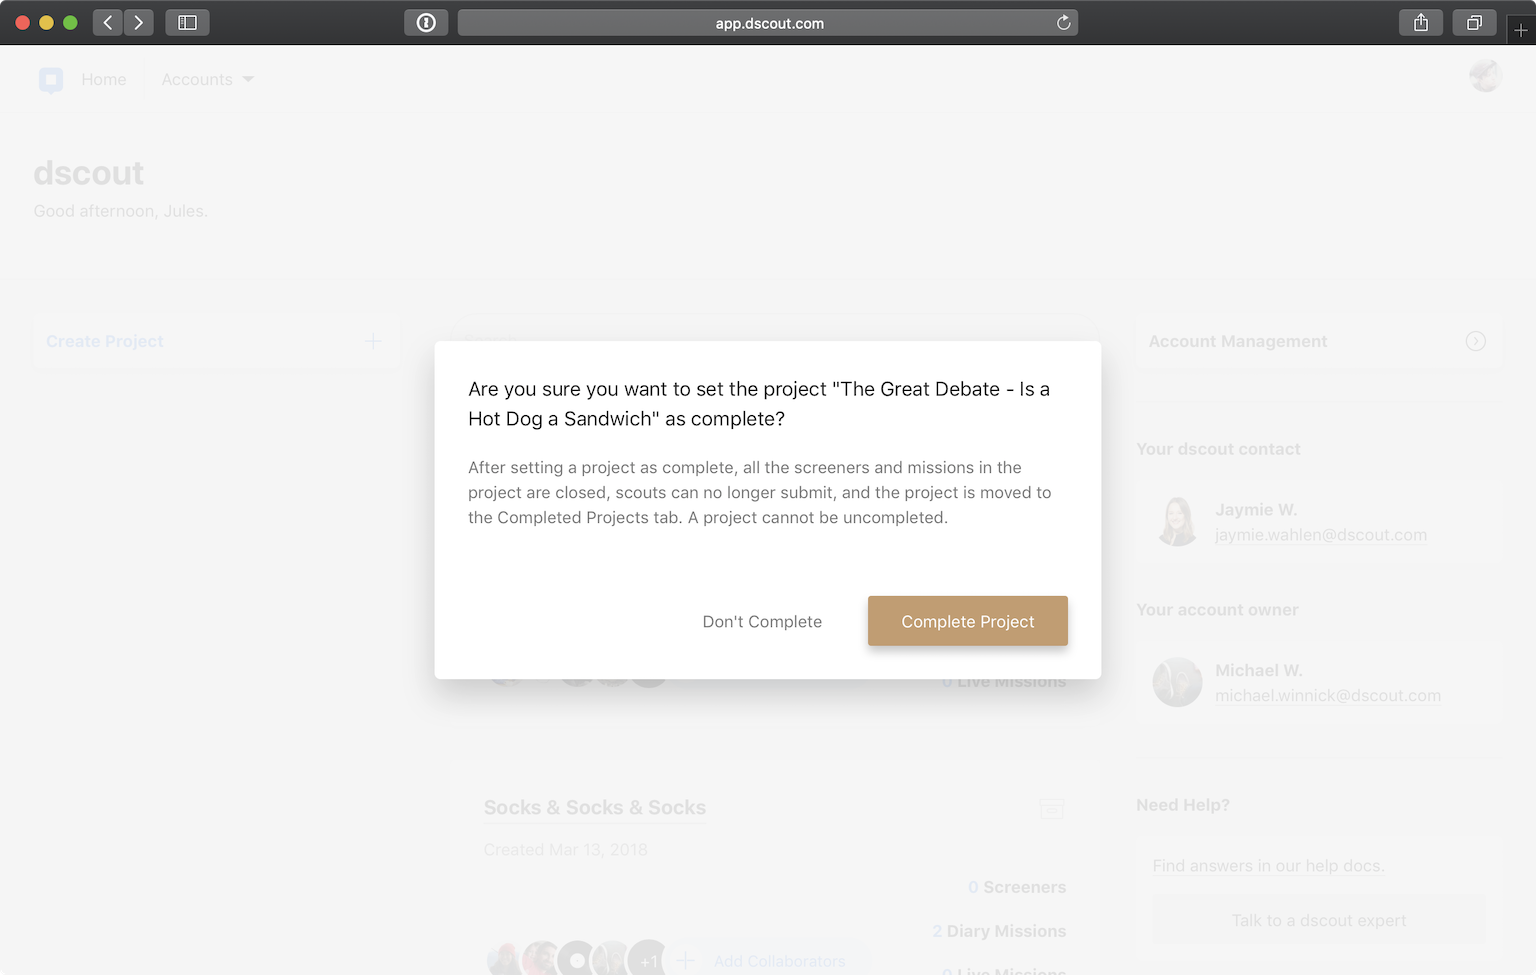 app.dscout.com
Home
Accounts
dscout
Good afternoon, Jules.
Create Project
Account Management
Are you sure you want to set the project "The Great Debate - Is a
Hot Dog a Sandwich" as complete?
After setting a project as complete, all the screeners and missions in the
project are closed, scouts can no longer submit, and the project is moved to
the Completed Projects tab. A project cannot be uncompleted.
Don't Complete
Complete Project
0 Live Missions
Your dscout contact
Jaymie W.
jaymie.wahlen@dscout.com
Your account owner
Michael W.
michael.winnick@dscout.com
Socks & Socks & Socks
Created Mar 13, 2018
0 Screeners
2 Diary Missions
+1
Add Collaborators
0 Live Missions
Need Help?
Find answers in our help docs.
Talk to a dscout expert